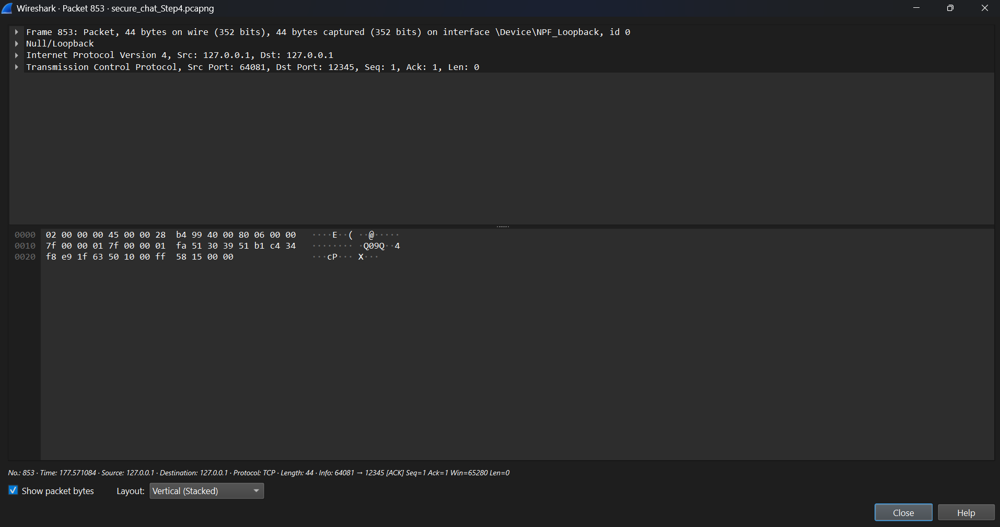 Wireshark · Packet 853 · secure_chat_Step4.pcapng
Frame 853: Packet, 44 bytes on wire (352 bits), 44 bytes captured (352 bits) on interface \Device\NPF_Loopback, id 0
Null/Loopback
Internet Protocol Version 4, Src: 127.0.0.1, Dst: 127.0.0.1
Transmission Control Protocol, Src Port: 64081, Dst Port: 12345, Seq: 1, Ack: 1, Len: 0
0000 02 00 00 00 45 00 00 28 b4 99 40 00 80 06 00 00 ····E··( ··@·····
0010 7f 00 00 01 7f 00 00 01 fa 51 30 39 51 b1 c4 34 ········ ·Q09Q··4
0020 f8 e9 1f 63 50 10 00 ff 58 15 00 00 ···cP··· X···
No.: 853 · Time: 177.571084 · Source: 127.0.0.1 · Destination: 127.0.0.1 · Protocol: TCP · Length: 44 · Info: 64081 → 12345 [ACK] Seq=1 Ack=1 Win=65280 Len=0
Show packet bytes Layout: Vertical (Stacked)
Close Help